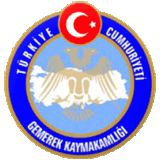 TÜRKİYE CUMHURİYETİ
GEMEREK KAYMAKAMLIĞI